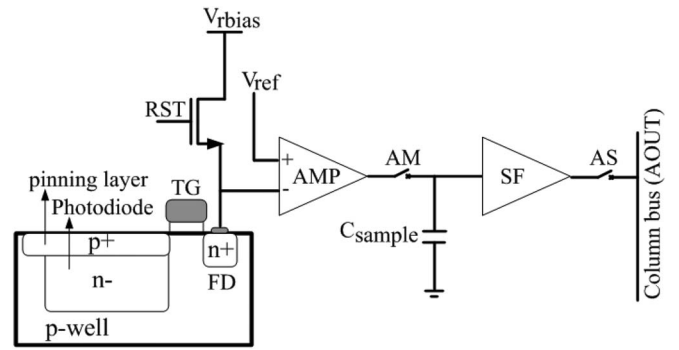 Vrbias
Vref
RST
+
AMP
-
AM
SF
AS
Column bus (AOUT)
pinning layer
TG
Photodiode
Csample
p+
n+
n-
FD
p-well